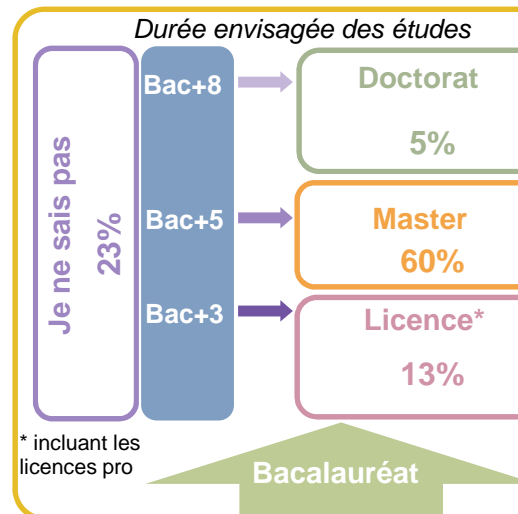 Durée envisagée des études
Je ne sais pas
23%
Bac+8
Doctorat
5%
Bac+5
Master
60%
Bac+3
Licence*
13%
* incluant les
licences pro
Bacalauréat